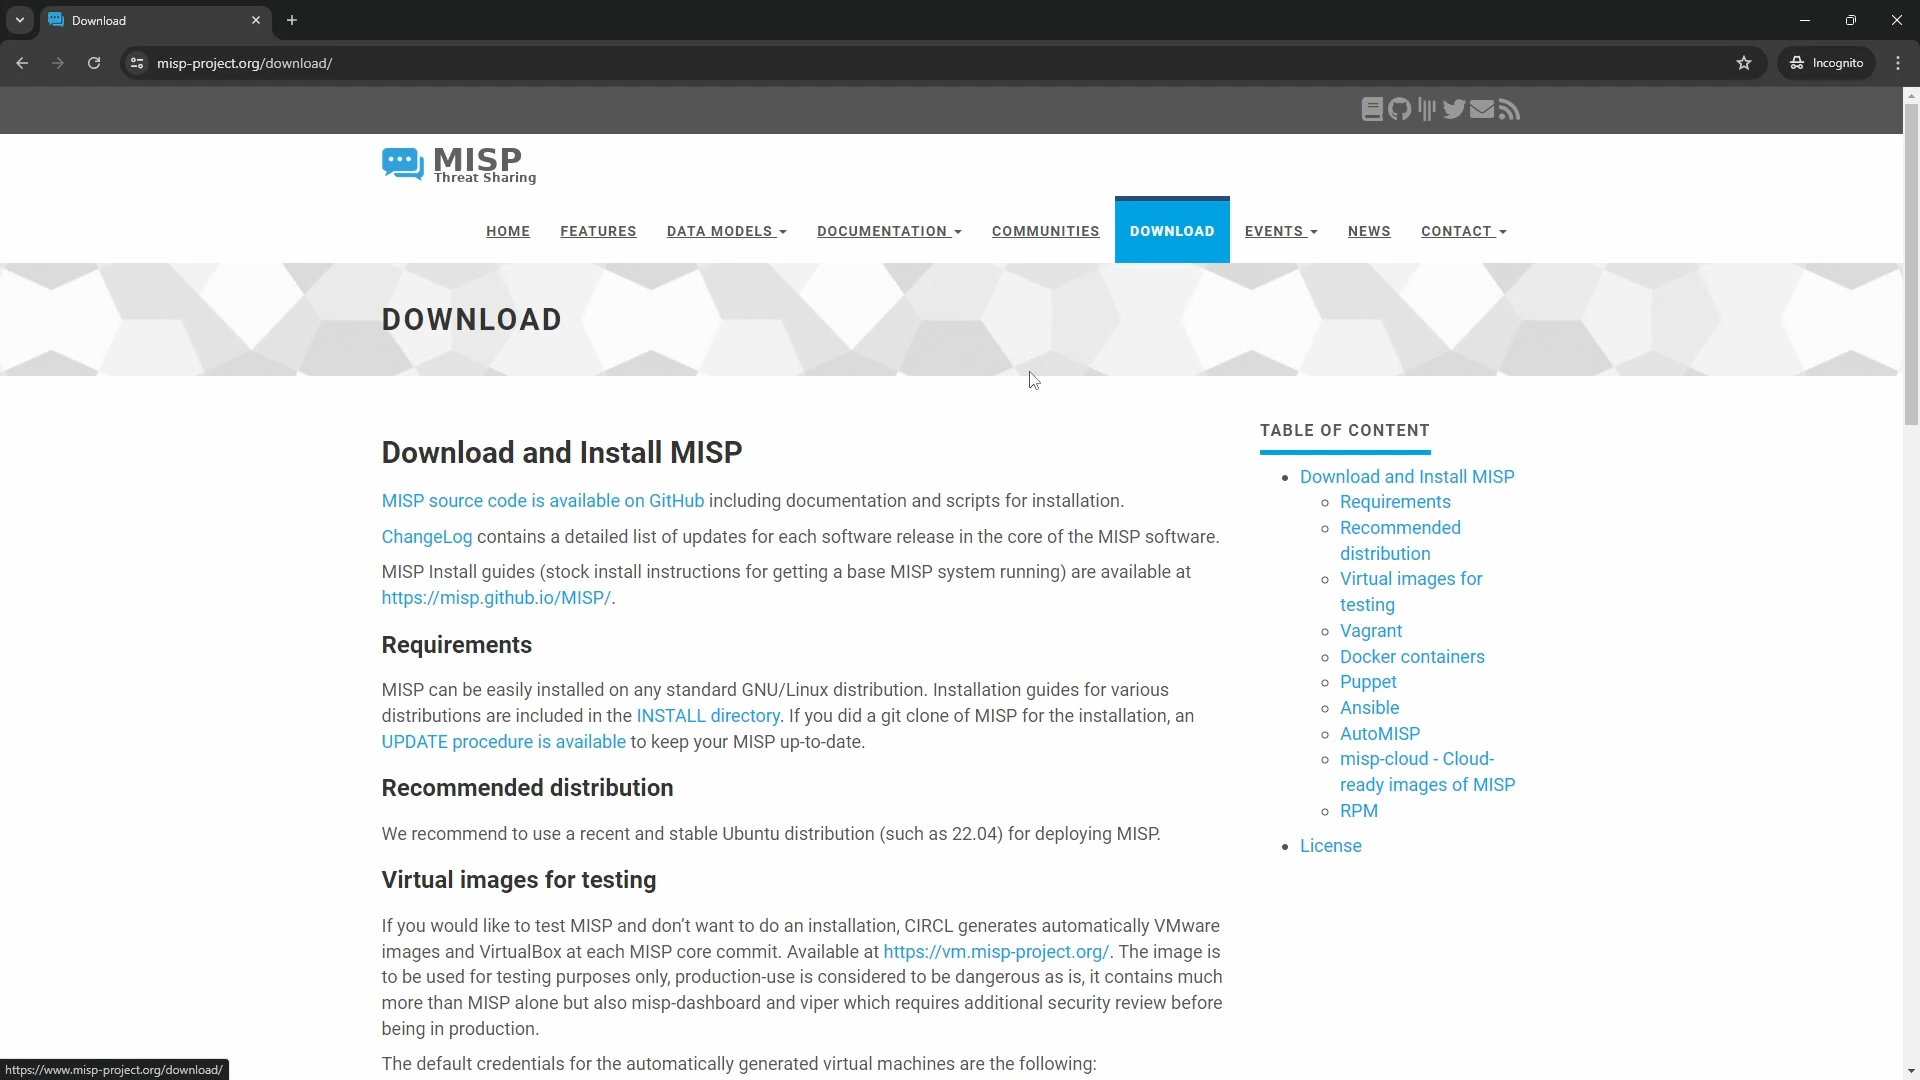 Download
misp-project.org/download/
Incognito
MISP
Threat Sharing
HOME
FEATURES
DATA MODELS
DOCUMENTATION
COMMUNITIES
DOWNLOAD
EVENTS
NEWS
CONTACT
DOWNLOAD
Download and Install MISP
MISP source code is available on GitHub including documentation and scripts for installation.
ChangeLog contains a detailed list of updates for each software release in the core of the MISP software.
MISP Install guides (stock install instructions for getting a base MISP system running) are available at
https://misp.github.io/MISP/.
Requirements
MISP can be easily installed on any standard GNU/Linux distribution. Installation guides for various
distributions are included in the INSTALL directory. If you did a git clone of MISP for the installation, an
UPDATE procedure is available to keep your MISP up-to-date.
Recommended distribution
We recommend to use a recent and stable Ubuntu distribution (such as 22.04) for deploying MISP.
Virtual images for testing
If you would like to test MISP and don't want to do an installation, CIRCL generates automatically VMware
images and VirtualBox at each MISP core commit. Available at https://vm.misp-project.org/. The image is
to be used for testing purposes only, production-use is considered to be dangerous as is, it contains much
more than MISP alone but also misp-dashboard and viper which requires additional security review before
being in production.
The default credentials for the automatically generated virtual machines are the following:
TABLE OF CONTENT
Download and Install MISP
Requirements
Recommended
distribution
Virtual images for
testing
Vagrant
Docker containers
Puppet
Ansible
AutoMISP
misp-cloud - Cloud-
ready images of MISP
RPM
License
https://www.misp-project.org/download/